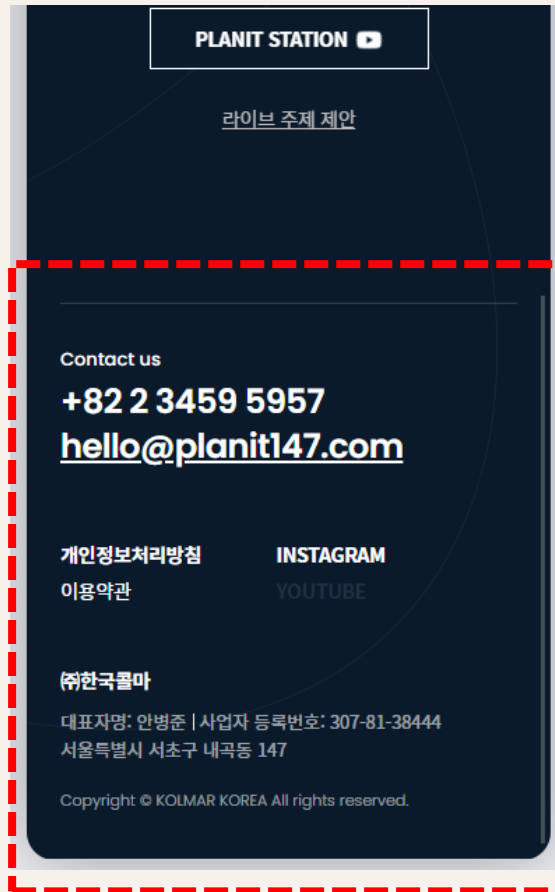 PLANIT STATION
라이브 주제 제안
Contact us
+82 2 3459 5957
hello@planit147.com
개인정보처리방침 INSTAGRAM
이용약관 YOUTUBE
㈜한국콜마
대표자명: 안병준 | 사업자 등록번호: 307-81-38444
서울특별시 서초구 내곡동 147
Copyright © KOLMAR KOREA All rights reserved.